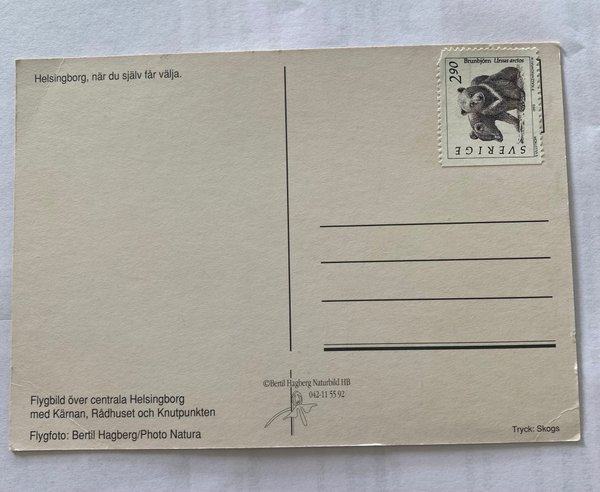 Helsingborg, när du själv får välja.
Brunbjörn Ursus arctos
2.90
SVERIGE
©Bertil Hagberg Naturbild HB
042-11 55 92
Flygbild över centrala Helsingborg
med Kärnan, Rådhuset och Knutpunkten
Flygfoto: Bertil Hagberg/Photo Natura
Tryck: Skogs